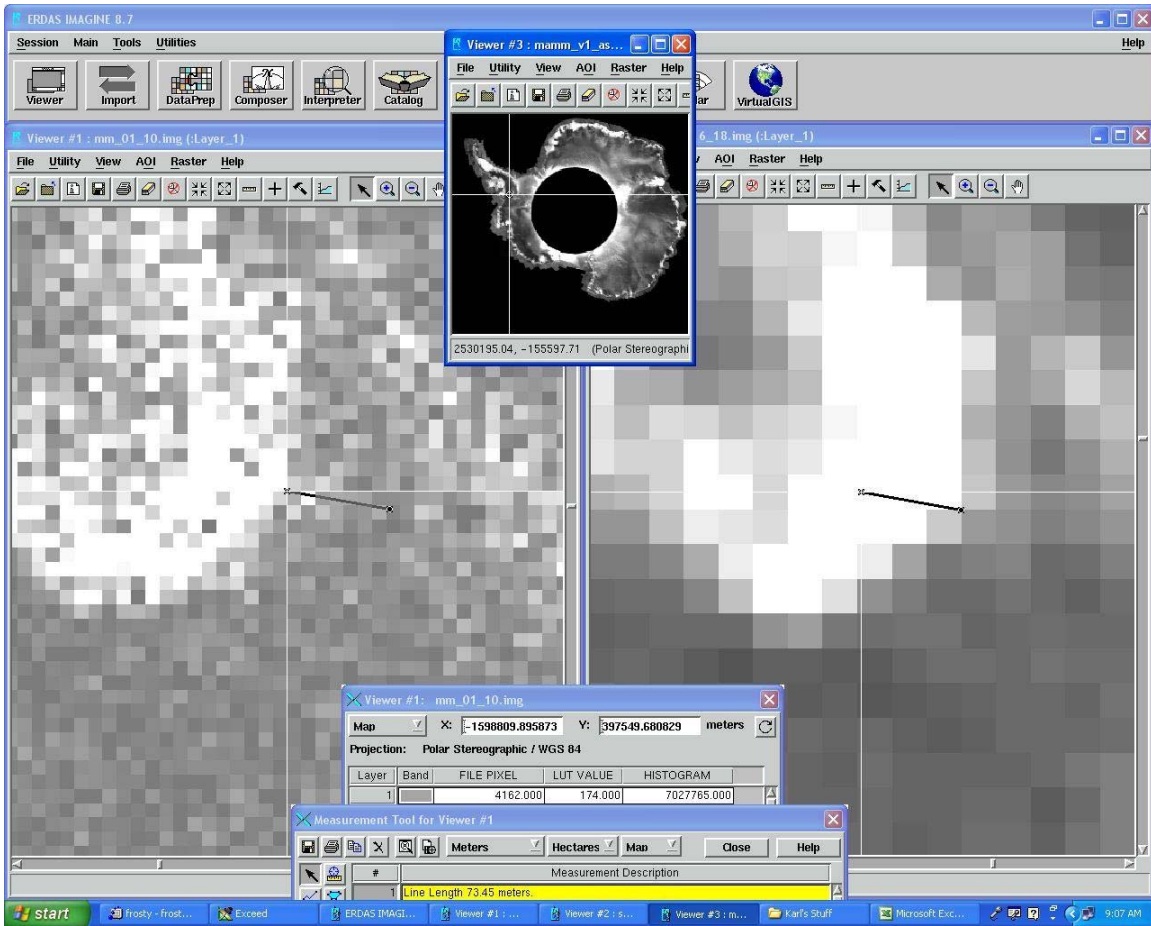 ERDAS IMAGINE 8.7
Session Main Tools Utilities Help
Viewer Import DataPrep Composer Interpreter Catalog VirtualGIS
Viewer #3 : mamm_v1_as...
File Utility View AOI Raster Help
2530195.04, -155597.71 (Polar Stereographi
Viewer #1 : mm_01_10.img (:Layer_1)
File Utility View AOI Raster Help
6_18.img (:Layer_1)
AOI Raster Help
Viewer #1: mm_01_10.img
Map X: -1598809.895873 Y: 397549.680829 meters
Projection: Polar Stereographic / WGS 84
Layer Band FILE PIXEL LUT VALUE HISTOGRAM
1 4162.000 174.000 7027765.000
Measurement Tool for Viewer #1
Meters Hectares Map Close Help
# Measurement Description
1 Line Length 73.45 meters.
start frosty - frost... Exceed ERDAS IMAGI... Viewer #1 : ... Viewer #2 : s... Viewer #3 : m... Karl's Stuff Microsoft Exc... 9:07 AM